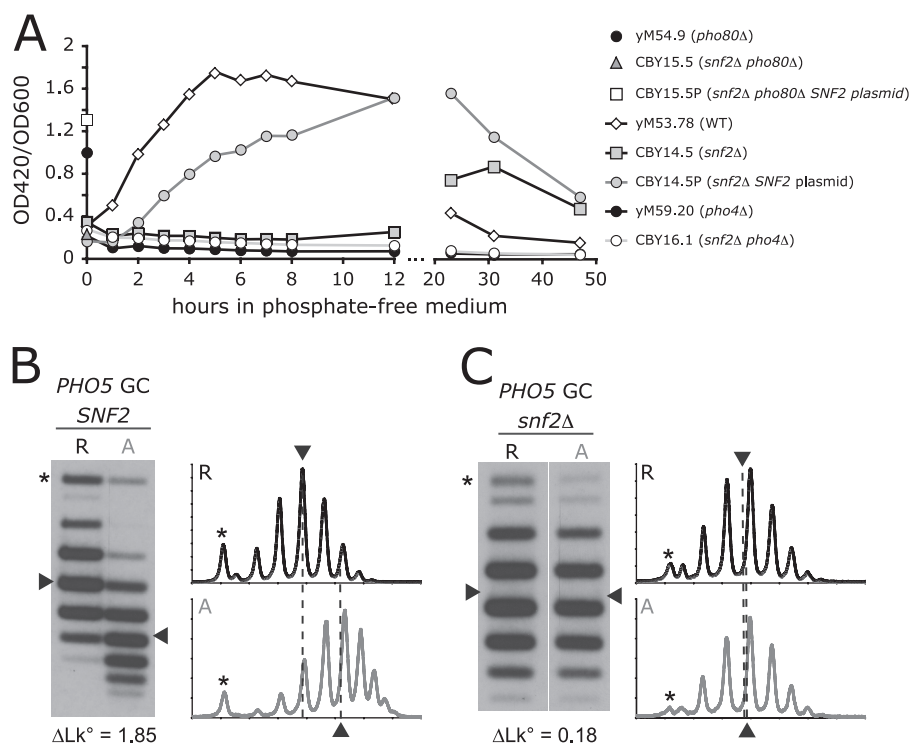 A
OD420/OD600
2
1.6
1.2
0.8
0.4
0
0 2 4 6 8 10 12 ... 20 30 40 50
hours in phosphate-free medium
yM54.9 (pho80Δ)
CBY15.5 (snf2Δ pho80Δ)
CBY15.5P (snf2Δ pho80Δ SNF2 plasmid)
yM53.78 (WT)
CBY14.5 (snf2Δ)
CBY14.5P (snf2Δ SNF2 plasmid)
yM59.20 (pho4Δ)
CBY16.1 (snf2Δ pho4Δ)
B
PHO5 GC
SNF2
R A
*
R
*
A
*
ΔLk° = 1.85
C
PHO5 GC
snf2Δ
R A
*
R
*
A
*
ΔLk° = 0.18